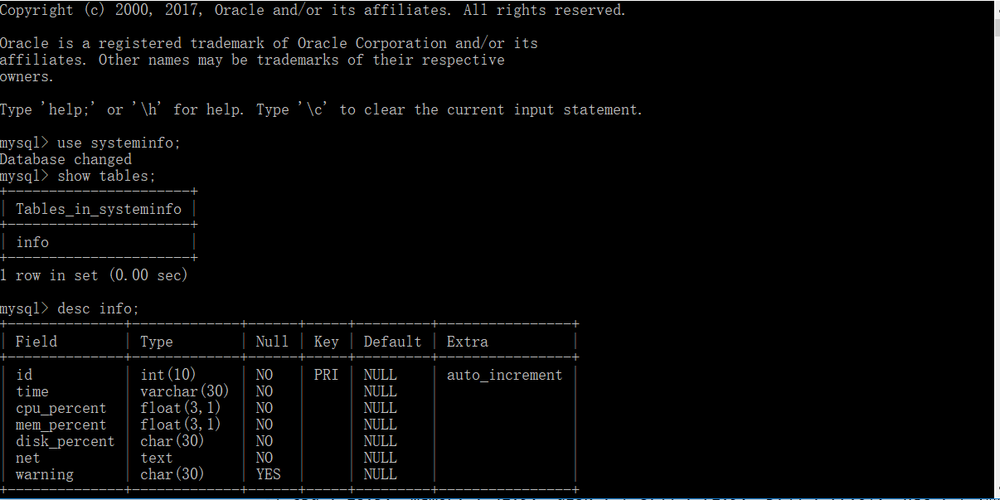 Copyright (c) 2000, 2017, Oracle and/or its affiliates. All rights reserved.
Oracle is a registered trademark of Oracle Corporation and/or its
affiliates. Other names may be trademarks of their respective
owners.
Type 'help;' or '\h' for help. Type '\c' to clear the current input statement.
mysql> use systeminfo;
Database changed
mysql> show tables;
+----------------------+
| Tables_in_systeminfo |
+----------------------+
| info                 |
+----------------------+
1 row in set (0.00 sec)
mysql> desc info;
+--------------+-------------+------+-----+---------+----------------+
| Field        | Type        | Null | Key | Default | Extra          |
+--------------+-------------+------+-----+---------+----------------+
| id           | int(10)     | NO   | PRI | NULL    | auto_increment |
| time         | varchar(30) | NO   |     | NULL    |                |
| cpu_percent  | float(3,1)  | NO   |     | NULL    |                |
| mem_percent  | float(3,1)  | NO   |     | NULL    |                |
| disk_percent | char(30)    | NO   |     | NULL    |                |
| net          | text        | NO   |     | NULL    |                |
| warning      | char(30)    | YES  |     | NULL    |                |
+--------------+-------------+------+-----+---------+----------------+